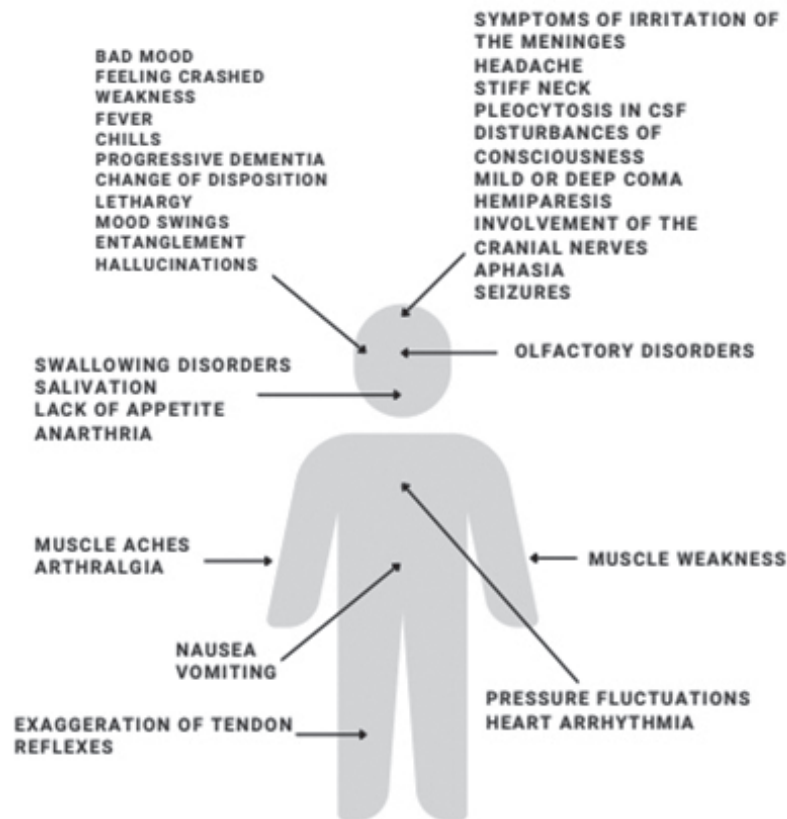 BAD MOOD
FEELING CRASHED
WEAKNESS
FEVER
CHILLS
PROGRESSIVE DEMENTIA
CHANGE OF DISPOSITION
LETHARGY
MOOD SWINGS
ENTANGLEMENT
HALLUCINATIONS
SYMPTOMS OF IRRITATION OF
THE MENINGES
HEADACHE
STIFF NECK
PLEOCYTOSIS IN CSF
DISTURBANCES OF
CONSCIOUSNESS
MILD OR DEEP COMA
HEMIPARESIS
INVOLVEMENT OF THE
CRANIAL NERVES
APHASIA
SEIZURES
OLFACTORY DISORDERS
SWALLOWING DISORDERS
SALIVATION
LACK OF APPETITE
ANARTHRIA
MUSCLE ACHES
ARTHRALGIA
MUSCLE WEAKNESS
NAUSEA
VOMITING
PRESSURE FLUCTUATIONS
HEART ARRHYTHMIA
EXAGGERATION OF TENDON
REFLEXES